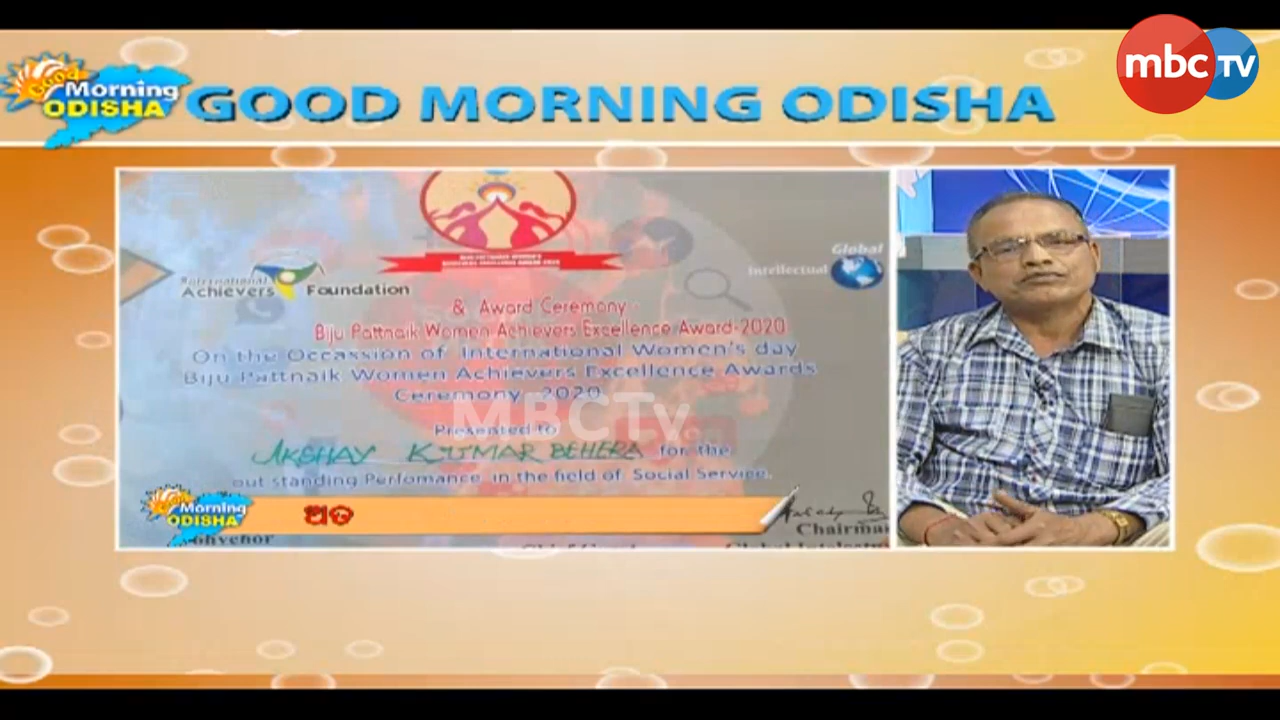 mbc TV
Good
Morning
ODISHA
GOOD MORNING ODISHA
International
Achievers Foundation
Global
Intellectual
& Award Ceremony
Biju Pattnaik Women Achievers Excellence Award-2020
On the Occassion of International Women's day
Biju Pattnaik Women Achievers Excellence Awards
Ceremony 2020
MBCTv
Presented to
AKSHAY KUMAR BEHERA for the
out standing Perfomance in the field of Social Service.
Morning
ODISHA
ଅତ
Chairma